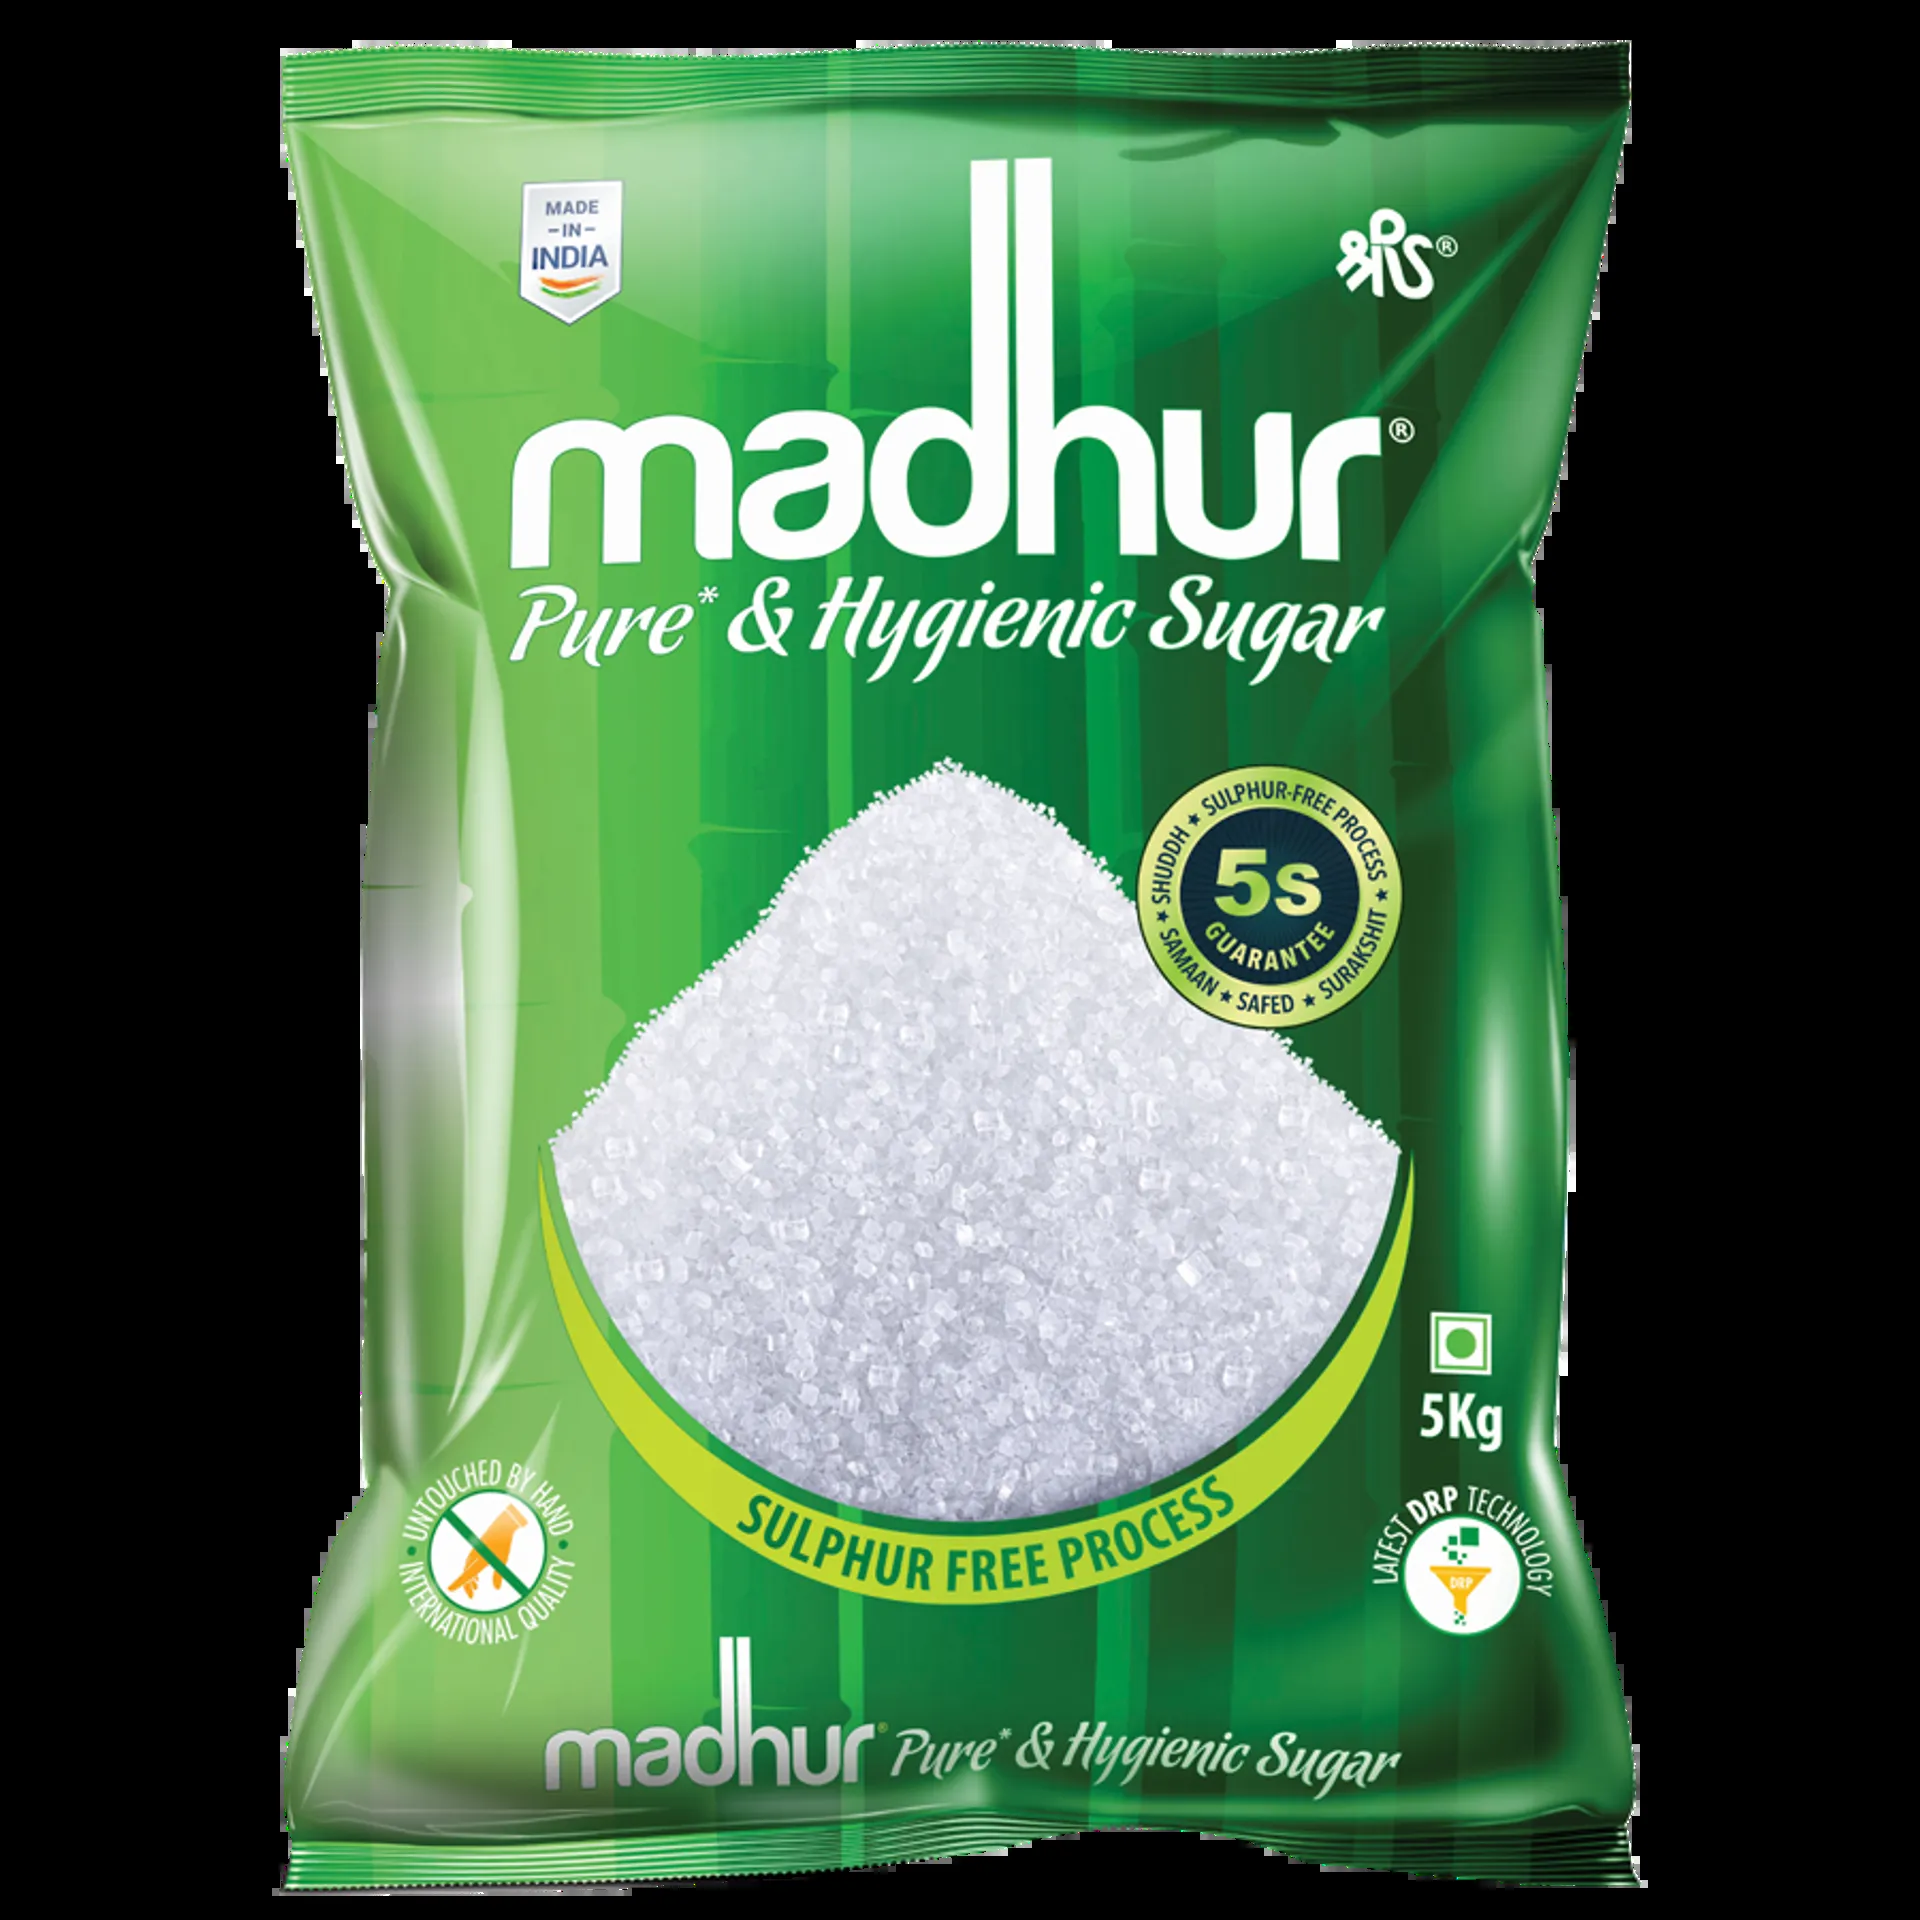 MADE
-IN-
INDIA
श्री
®
madhur®
Pure* & Hygienic Sugar
SULPHUR-FREE PROCESS ★ SURAKSHIT ★ SAFED ★ SAMAAN ★ SHUDDH ★
5s
GUARANTEE
5Kg
SULPHUR FREE PROCESS
UNTOUCHED BY HAND
• INTERNATIONAL QUALITY •
LATEST DRP TECHNOLOGY
DRP
madhur® Pure* & Hygienic Sugar